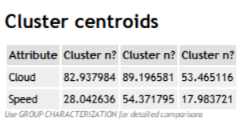 Cluster centroids
Attribute Cluster n? Cluster n? Cluster n?
Cloud 82.937984 89.196581 53.465116
Speed 28.042636 54.371795 17.983721
Use GROUP CHARACTERIZATION for detailed comparisons